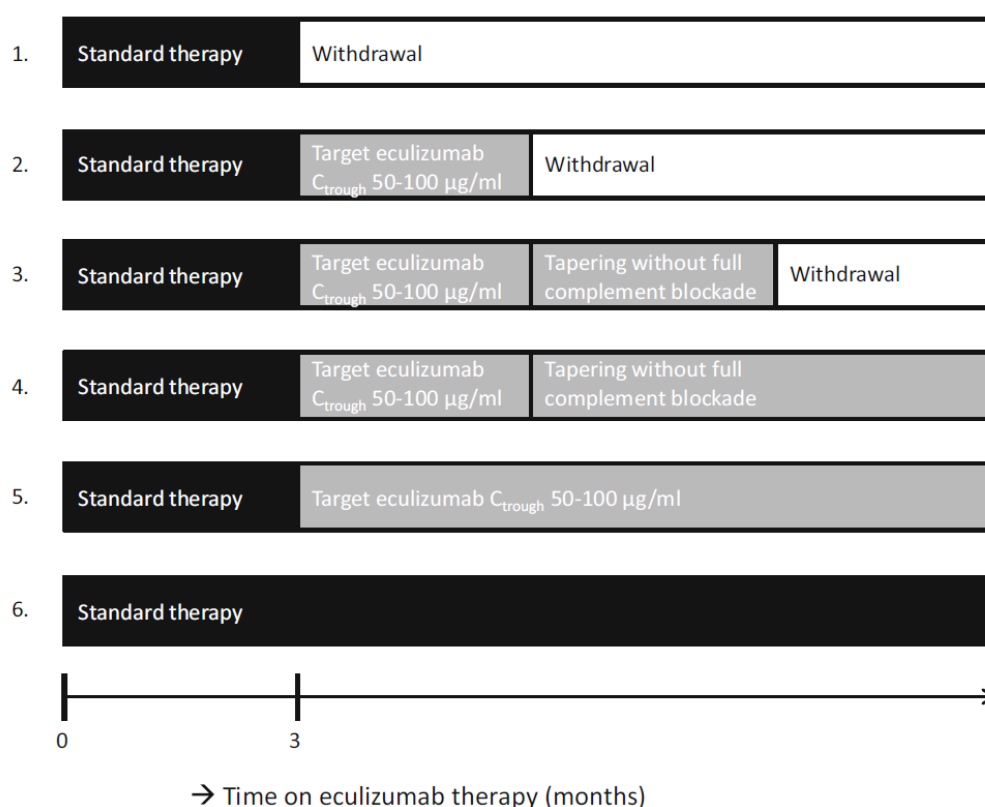 1. Standard therapy Withdrawal
2. Standard therapy Target eculizumab Ctrough 50-100 µg/ml Withdrawal
3. Standard therapy Target eculizumab Ctrough 50-100 µg/ml Tapering without full complement blockade Withdrawal
4. Standard therapy Target eculizumab Ctrough 50-100 µg/ml Tapering without full complement blockade
5. Standard therapy Target eculizumab Ctrough 50-100 µg/ml
6. Standard therapy
0 3
→ Time on eculizumab therapy (months)